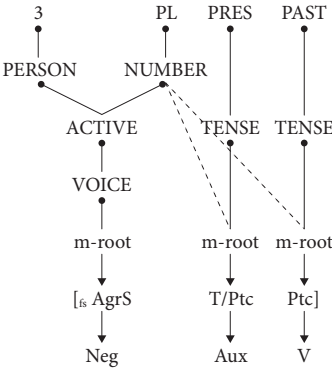 3 PL PRES PAST
PERSON NUMBER
ACTIVE TENSE TENSE
VOICE
m-root m-root m-root
[fs AgrS T/Ptc Ptc]
Neg Aux V